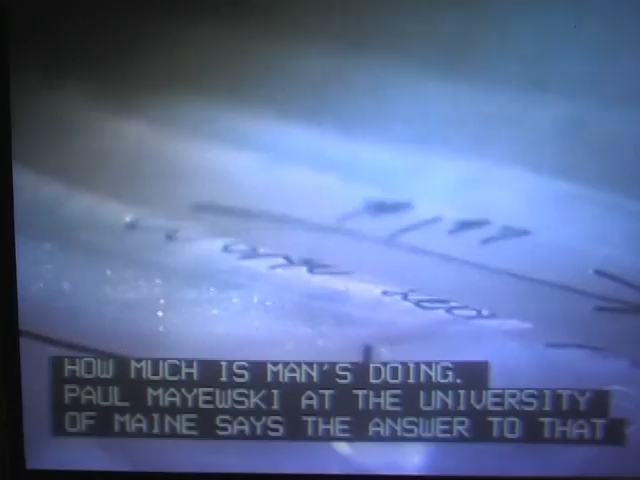 HOW MUCH IS MAN'S DOING.
PAUL MAYEWSKI AT THE UNIVERSITY
OF MAINE SAYS THE ANSWER TO THAT